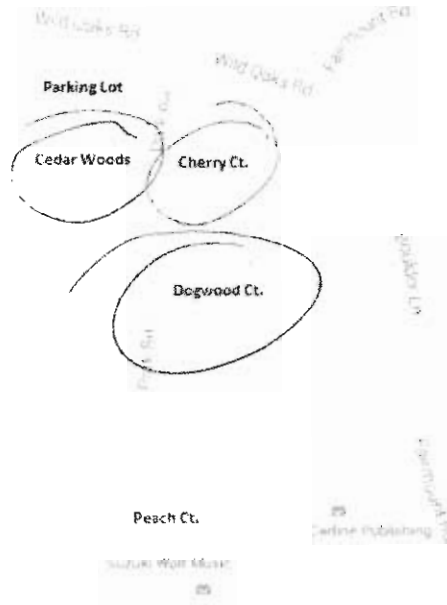 Wild Oaks Rd
Fairmount Rd
Wild Oaks Rd
Parking Lot
Cedar Woods
Cherry Ct.
Dogwood Ct.
Peach Ct.
Carline Publishing
Suzuki Wolf Music